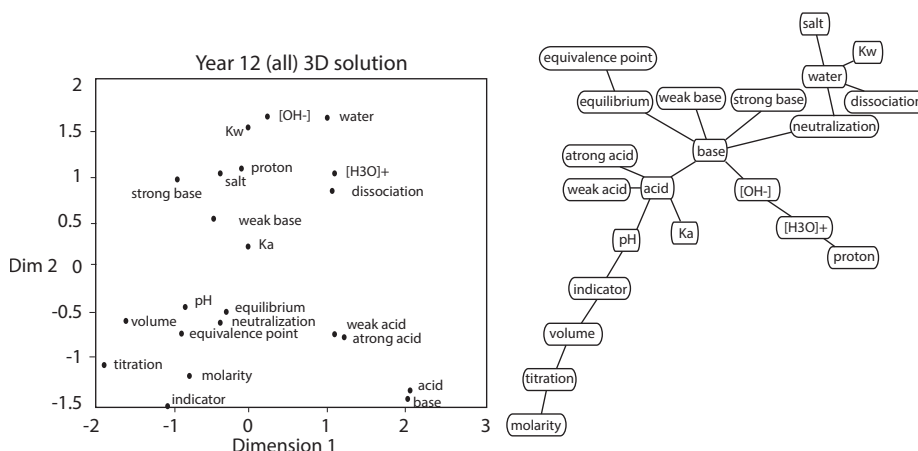 Year 12 (all) 3D solution
2
1.5
1
0.5
0
-0.5
-1
-1.5
Dim 2
-2
-1
0
1
2
3
Dimension 1
[OH-]
water
Kw
proton
salt
strong base
[H3O]+
dissociation
weak base
Ka
pH
volume
equilibrium
neutralization
equivalence point
weak acid
atrong acid
titration
molarity
indicator
acid
base
salt
Kw
equivalence point
water
equilibrium
weak base
strong base
dissociation
neutralization
base
atrong acid
weak acid
acid
[OH-]
pH
Ka
[H3O]+
proton
indicator
volume
titration
molarity